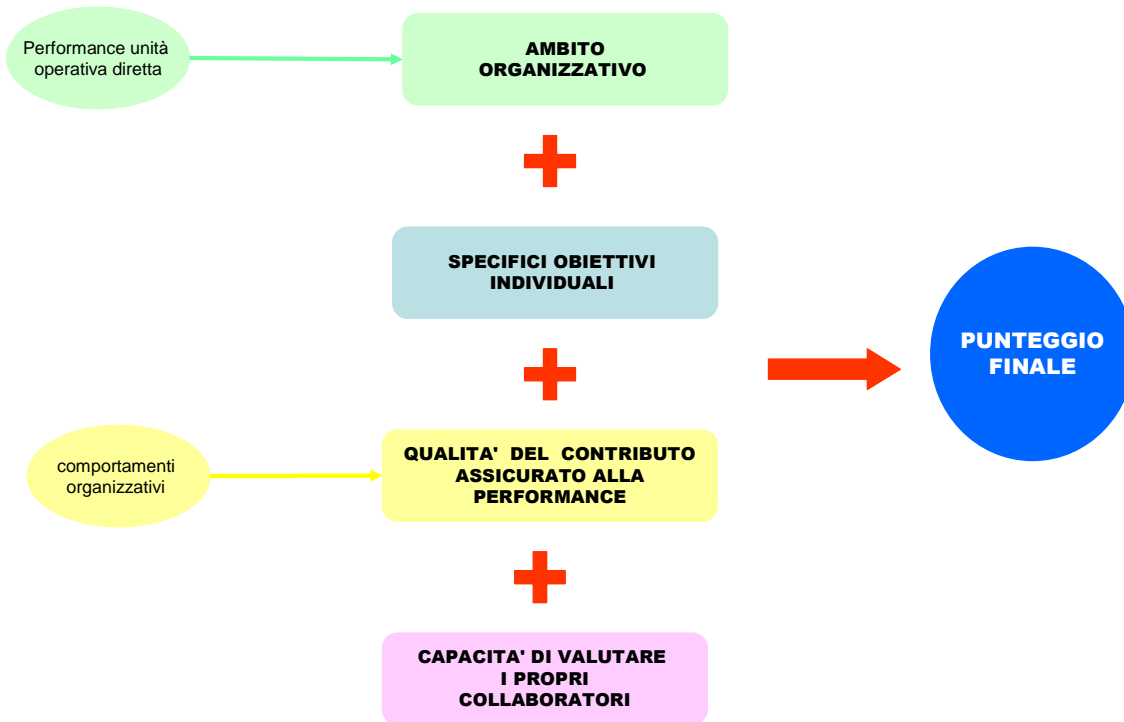 Performance unità
operativa diretta
AMBITO
ORGANIZZATIVO
SPECIFICI OBIETTIVI
INDIVIDUALI
PUNTEGGIO
FINALE
comportamenti
organizzativi
QUALITA' DEL CONTRIBUTO
ASSICURATO ALLA
PERFORMANCE
CAPACITA' DI VALUTARE
I PROPRI
COLLABORATORI